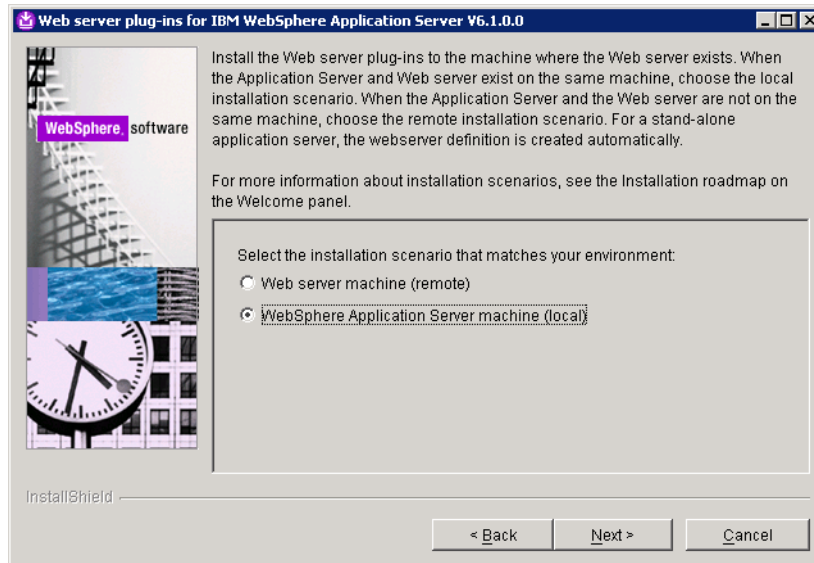 Web server plug-ins for IBM WebSphere Application Server V6.1.0.0
Install the Web server plug-ins to the machine where the Web server exists. When
the Application Server and Web server exist on the same machine, choose the local
installation scenario. When the Application Server and the Web server are not on the
same machine, choose the remote installation scenario. For a stand-alone
application server, the webserver definition is created automatically.
WebSphere. software
For more information about installation scenarios, see the Installation roadmap on
the Welcome panel.
Select the installation scenario that matches your environment:
Web server machine (remote)
WebSphere Application Server machine (local)
InstallShield
< Back Next > Cancel